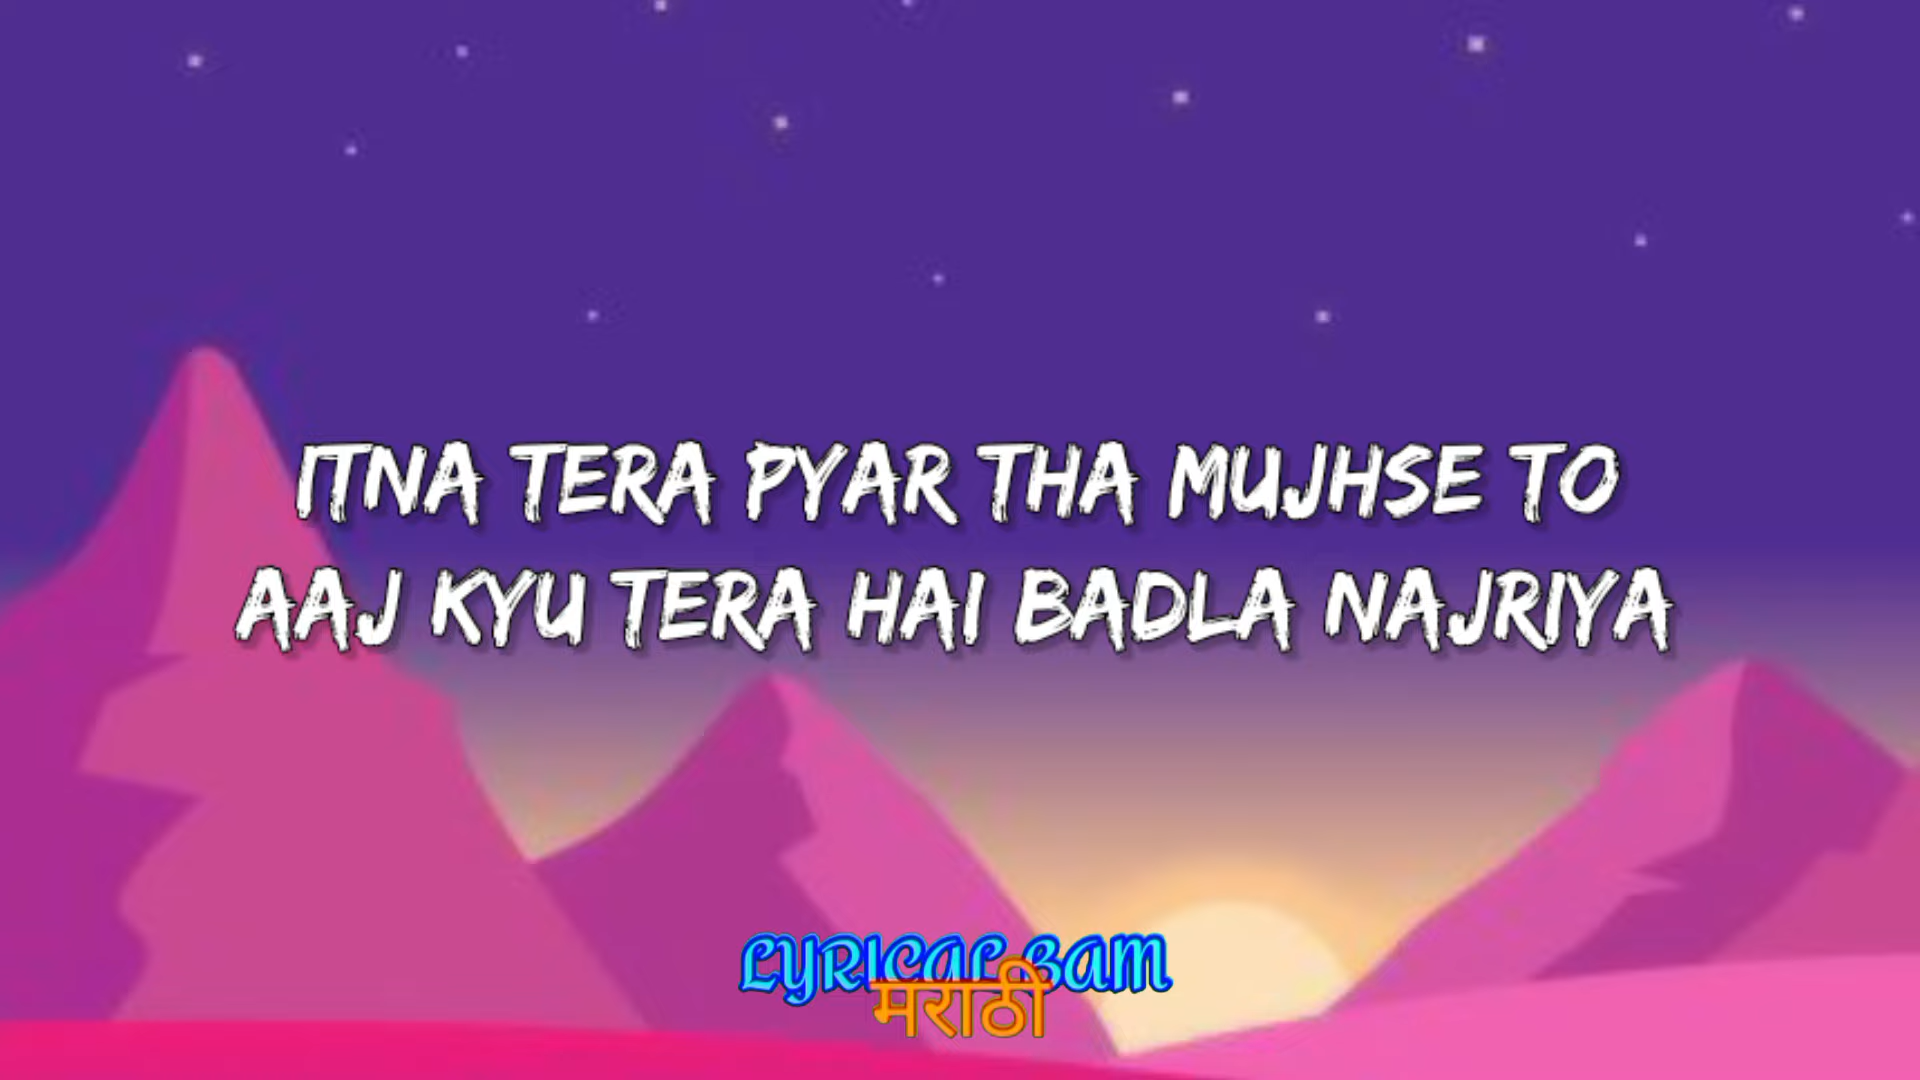 ITNA TERA PYAR THA MUJHSE TO
AAJ KYU TERA HAI BADLA NAJRIYA
LYRICAL BAM
मराठी